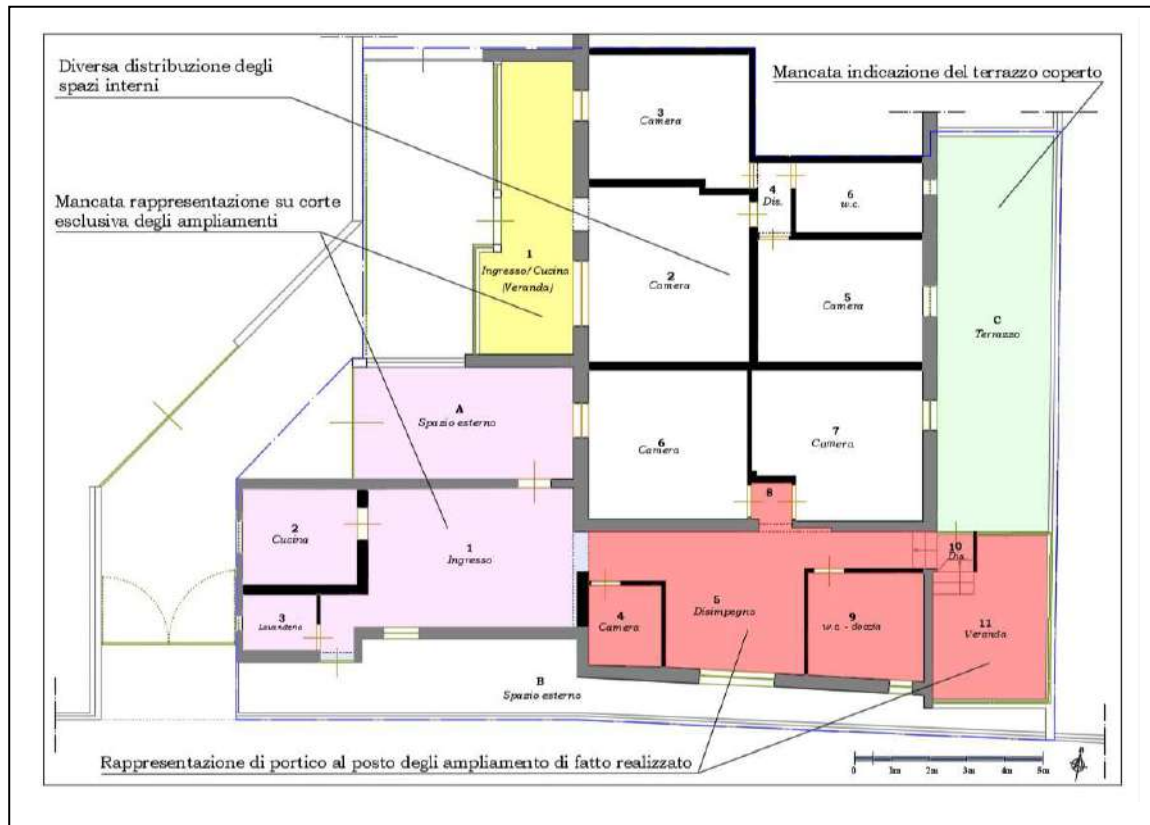 Diversa distribuzione degli
spazi interni
Mancata indicazione del terrazzo coperto
3
Camera
4
Dis.
6
w.c.
Mancata rappresentazione su corte
esclusiva degli ampliamenti
1
Ingresso/Cucina
(Veranda)
2
Camera
5
Camera
C
Terrazzo
A
Spazio esterno
6
Camera
7
Camera
8
2
Cucina
1
Ingresso
10
Dis.
3
Lavanderia
4
Camera
5
Disimpegno
9
w.c. - doccia
11
Veranda
B
Spazio esterno
Rappresentazione di portico al posto degli ampliamento di fatto realizzato
0 1m 2m 3m 4m 5m